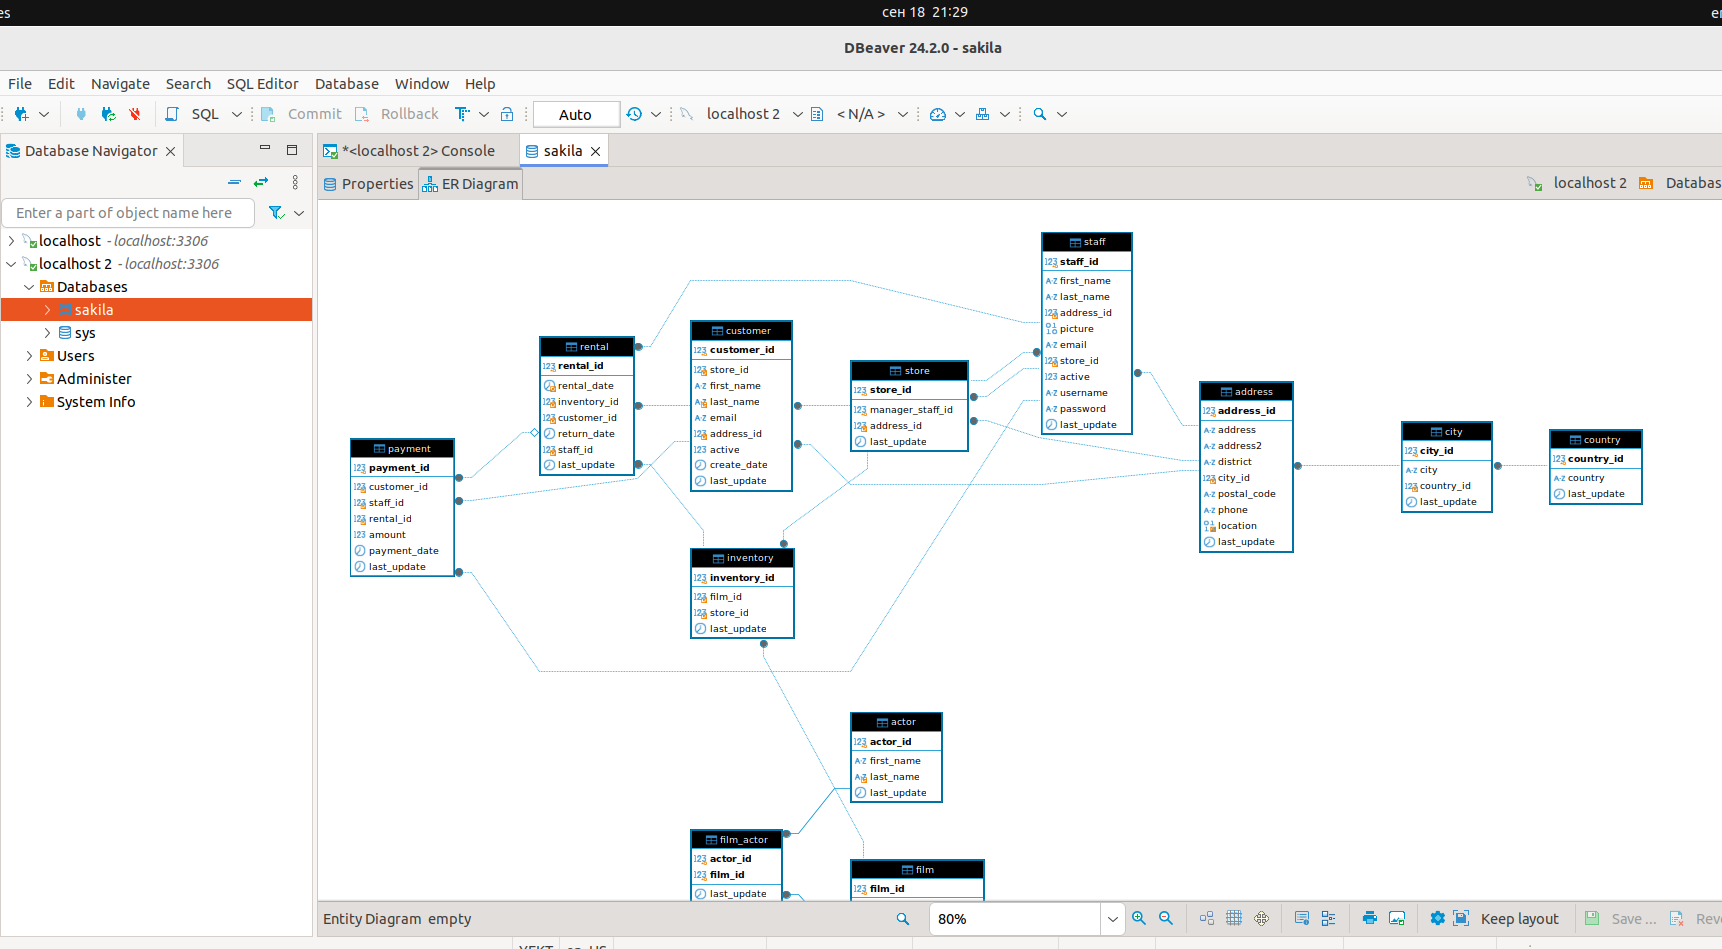 es
сен 18 21:29
er
DBeaver 24.2.0 - sakila
File Edit Navigate Search SQL Editor Database Window Help
SQL Commit Rollback Auto localhost 2 < N/A >
Database Navigator
*<localhost 2> Console
sakila
Properties ER Diagram
localhost 2 Databas
Enter a part of object name here
localhost - localhost:3306
localhost 2 - localhost:3306
Databases
sakila
sys
Users
Administer
System Info
staff
staff_id
first_name
last_name
address_id
picture
email
store_id
active
username
password
last_update
customer
customer_id
store_id
first_name
last_name
email
address_id
active
create_date
last_update
rental
rental_id
rental_date
inventory_id
customer_id
return_date
staff_id
last_update
store
store_id
manager_staff_id
address_id
last_update
address
address_id
address
address2
district
city_id
postal_code
phone
location
last_update
city
city_id
city
country_id
last_update
country
country_id
country
last_update
payment
payment_id
customer_id
staff_id
rental_id
amount
payment_date
last_update
inventory
inventory_id
film_id
store_id
last_update
actor
actor_id
first_name
last_name
last_update
film_actor
actor_id
film_id
last_update
film
film_id
Entity Diagram empty
80%
Keep layout
Save ...
Reve